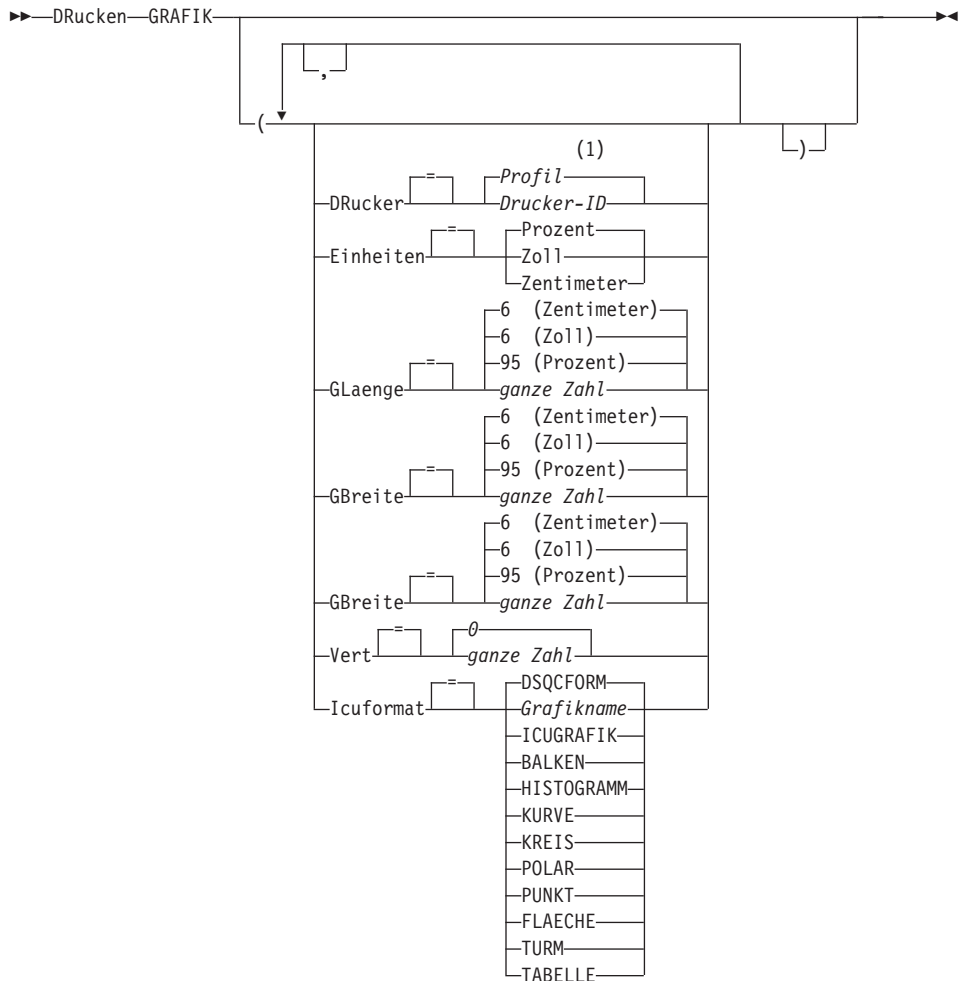 DRucken GRAFIK
,
(
)
(1)
DRucker = Profil
Drucker-ID
Einheiten = Prozent
Zoll
Zentimeter
GLaenge = 6 (Zentimeter)
6 (Zoll)
95 (Prozent)
ganze Zahl
GBreite = 6 (Zentimeter)
6 (Zoll)
95 (Prozent)
ganze Zahl
GBreite = 6 (Zentimeter)
6 (Zoll)
95 (Prozent)
ganze Zahl
Vert = 0
ganze Zahl
Icuformat = DSQCFORM
Grafikname
ICUGRAFIK
BALKEN
HISTOGRAMM
KURVE
KREIS
POLAR
PUNKT
FLAECHE
TURM
TABELLE